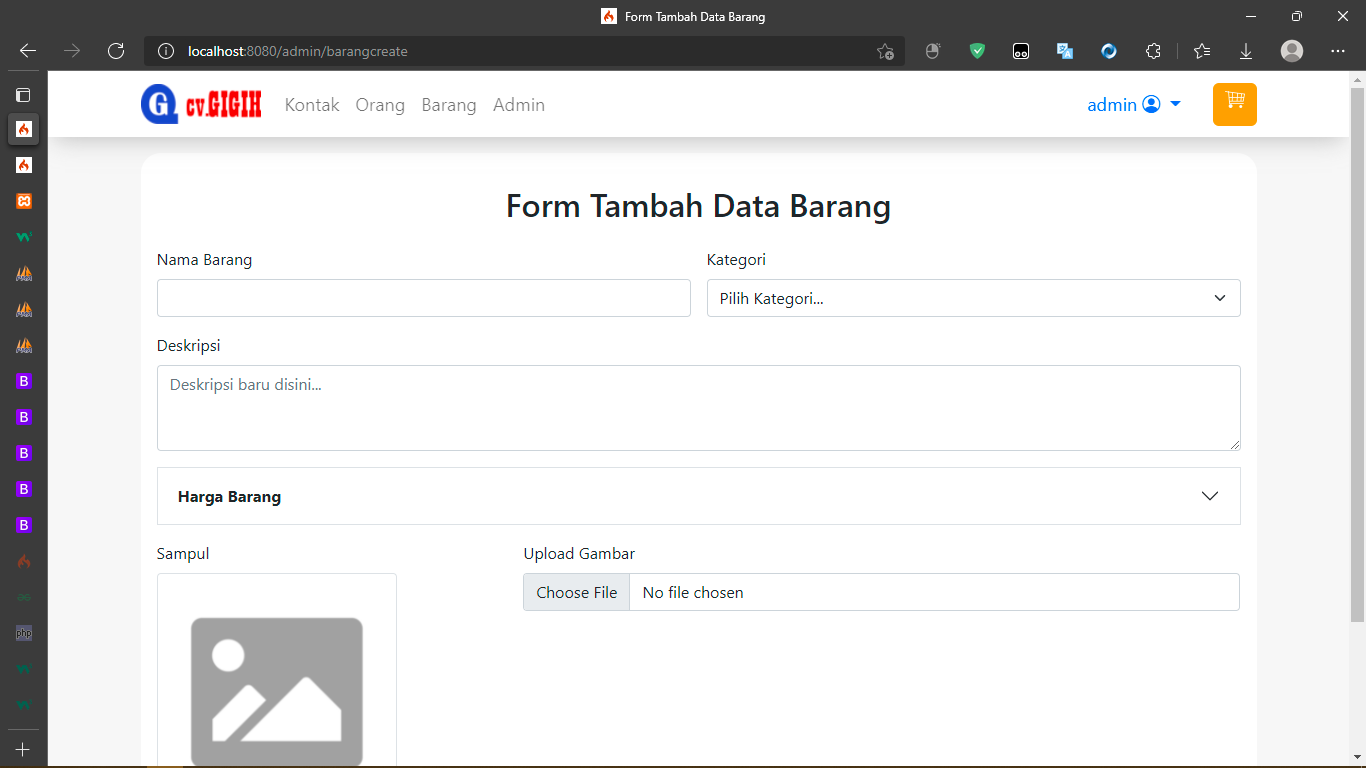 Form Tambah Data Barang
localhost:8080/admin/barangcreate
G cv.GIGIH Kontak Orang Barang Admin admin
Form Tambah Data Barang
Nama Barang Kategori
Pilih Kategori...
Deskripsi
Deskripsi baru disini...
Harga Barang
Sampul Upload Gambar
Choose File No file chosen
B
B
B
B
B
php